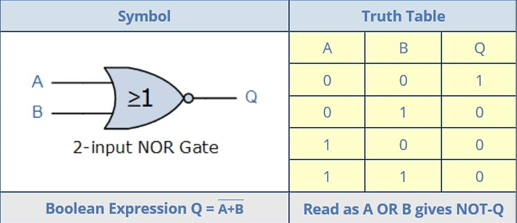 Symbol Truth Table
A B Q
0 0 1
0 1 0
1 0 0
1 1 0
A
B
≥1
Q
2-input NOR Gate
Boolean Expression Q = A̅+̅B̅
Read as A OR B gives NOT-Q